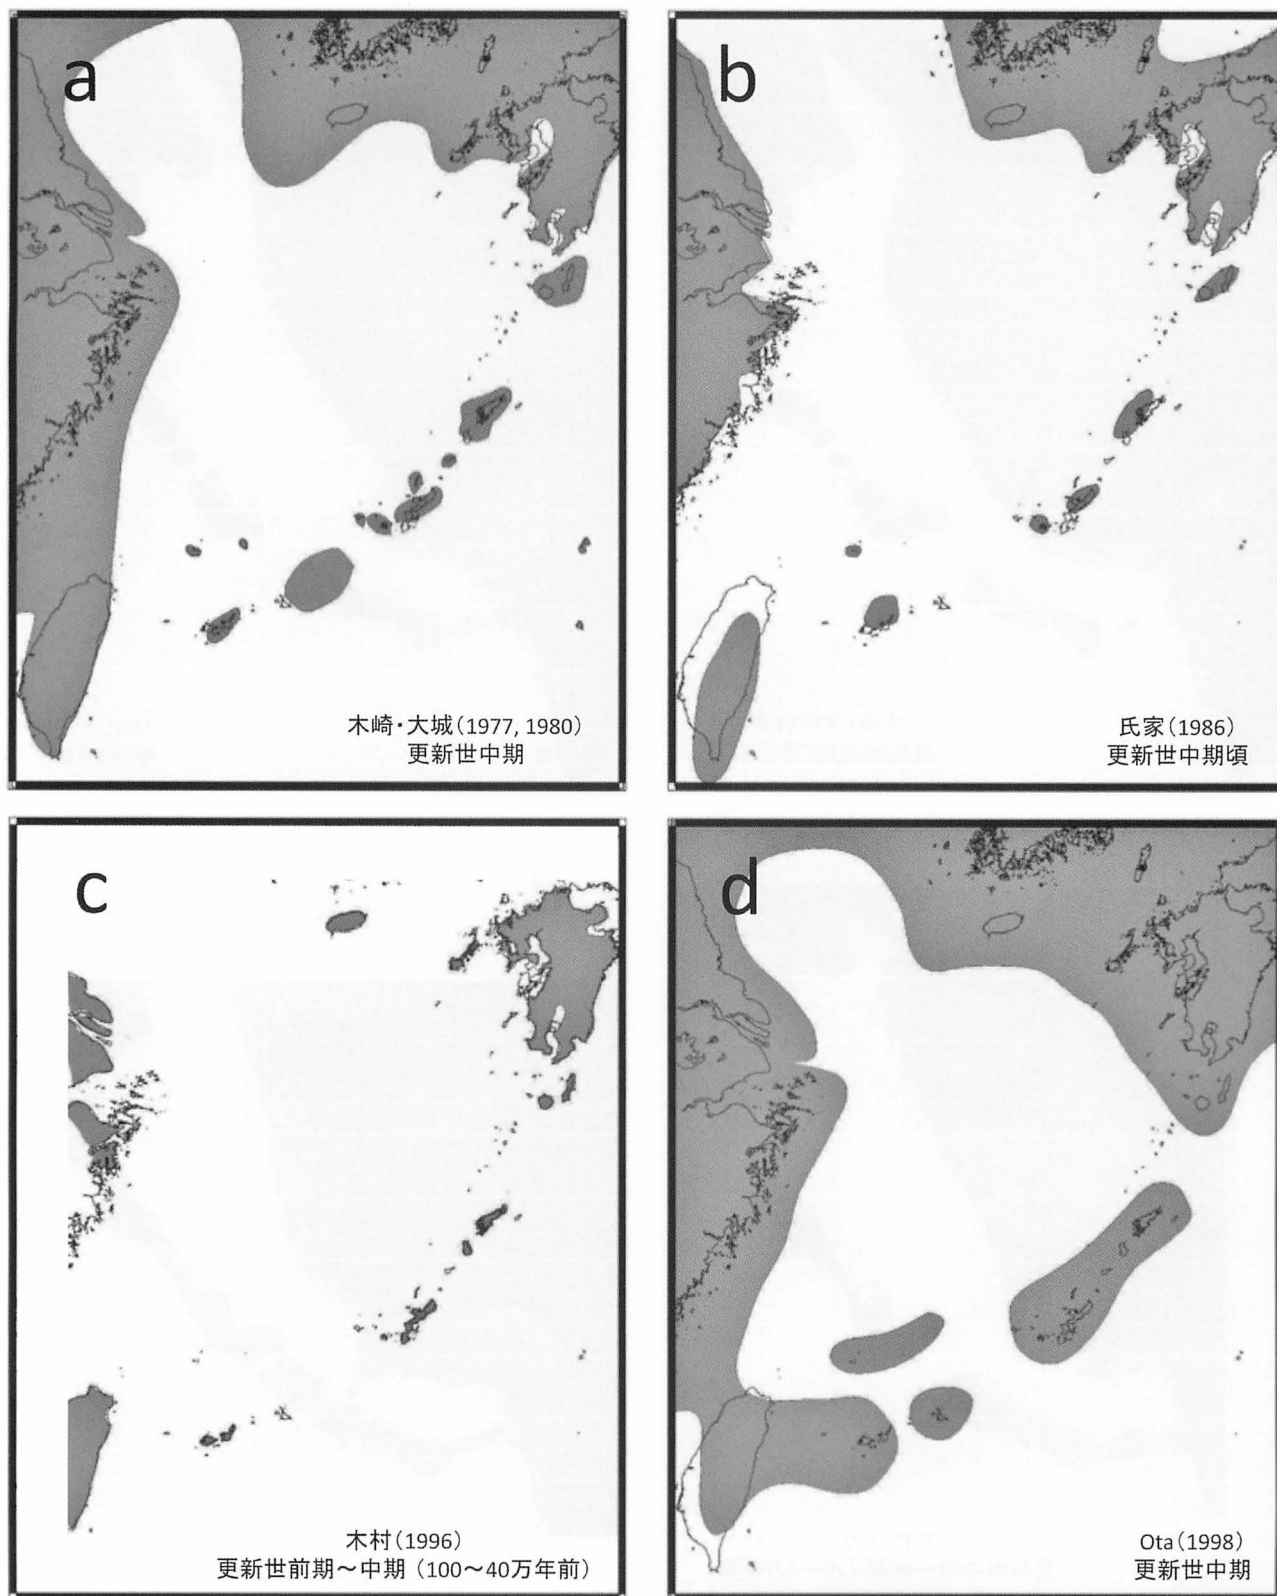 a
木崎・大城(1977, 1980)
更新世中期
b
氏家(1986)
更新世中期頃
c
木村(1996)
更新世前期～中期 (100～40万年前)
d
Ota(1998)
更新世中期